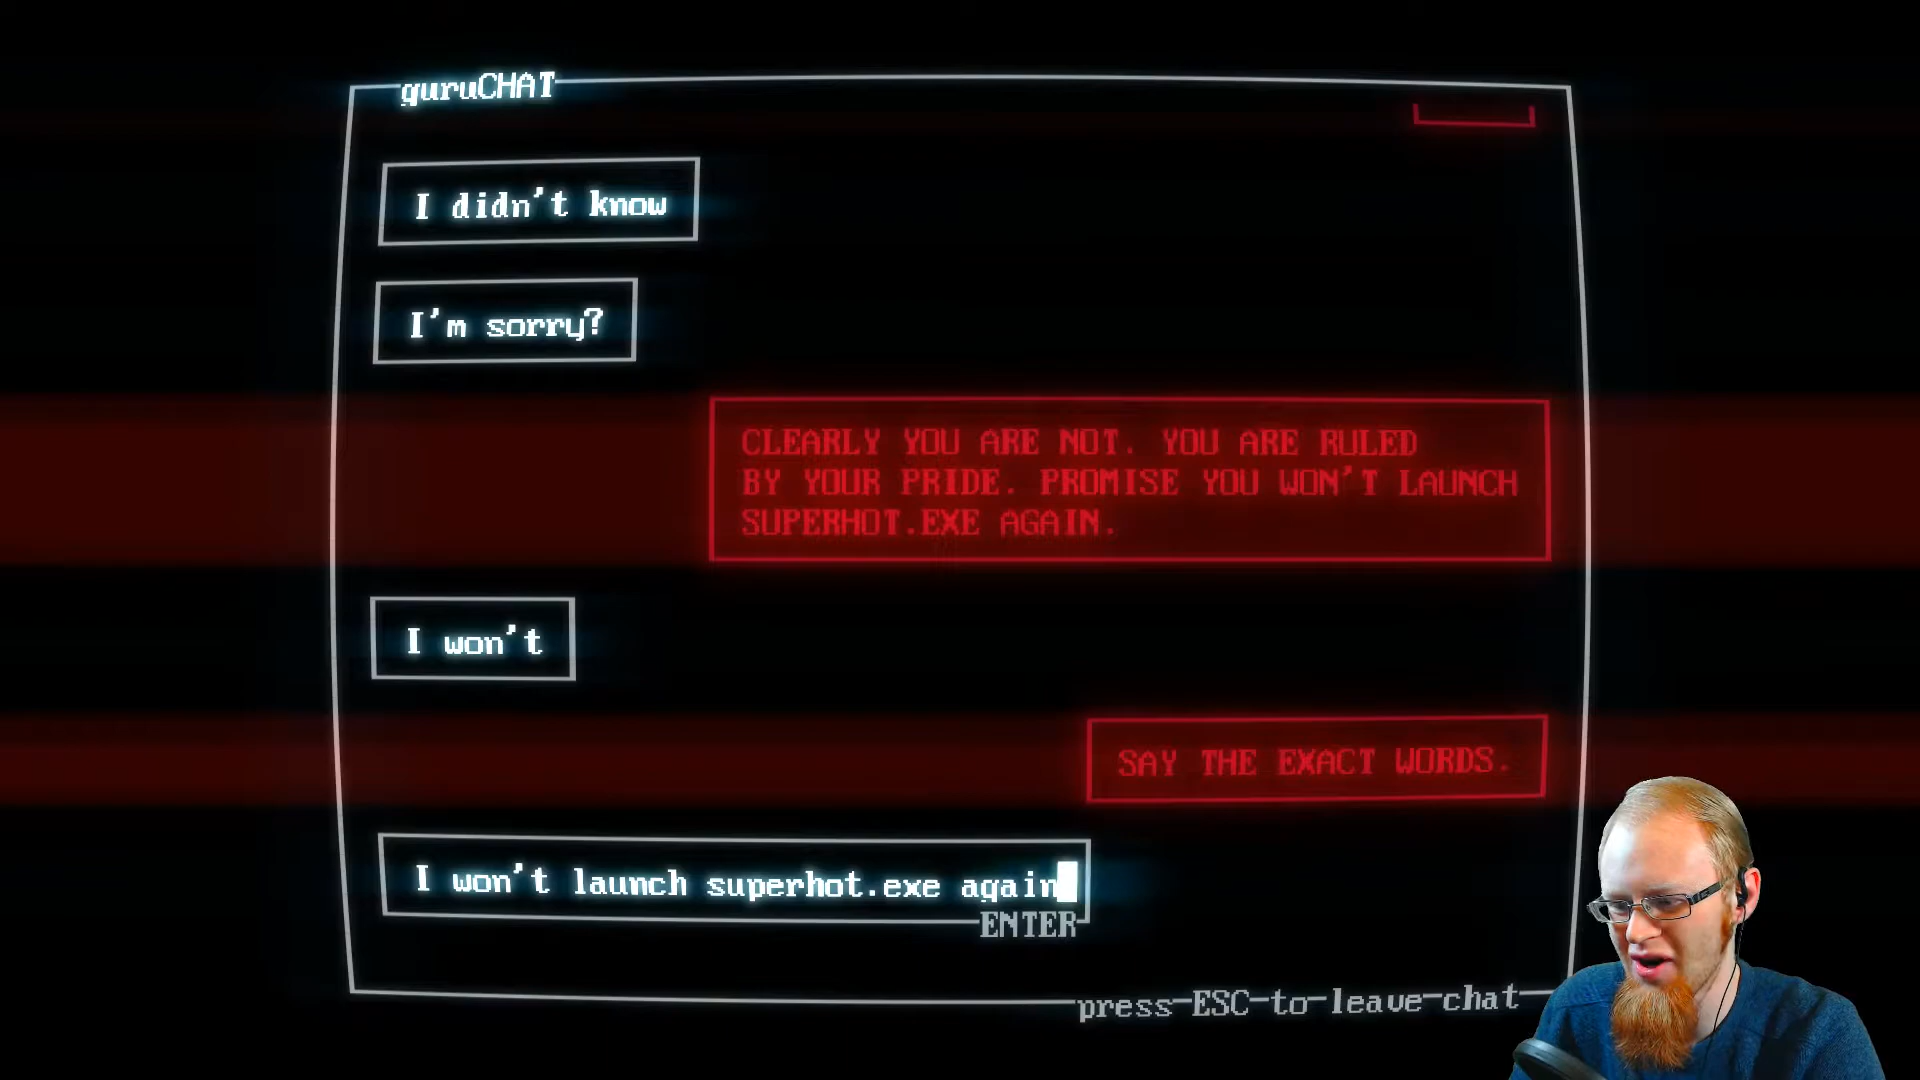 guruCHAT
I didn't know
I'm sorry?
CLEARLY YOU ARE NOT. YOU ARE RULED
BY YOUR PRIDE. PROMISE YOU WON'T LAUNCH
SUPERHOT.EXE AGAIN.
I won't
SAY THE EXACT WORDS.
I won't launch superhot.exe again
ENTER
press-ESC-to-leave-chat